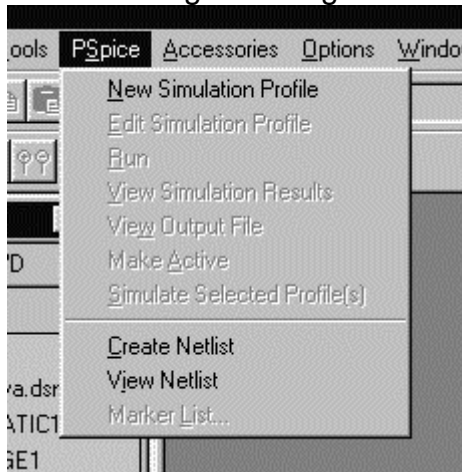 ools PSpice Accessories Options Windo
New Simulation Profile
Edit Simulation Profile
Run
View Simulation Results
View Output File
Make Active
Simulate Selected Profile(s)
Create Netlist
View Netlist
Marker List...
'D
va.dsr
ATIC1
GE1